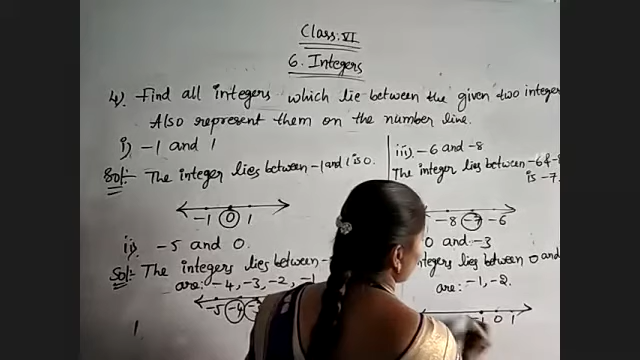 Class: VI
6. Integers
4) Find all integers which lie between the given two integer
Also represent them on the number line.
i) -1 and 1
Sol:- The integer lies between -1 and 1 is 0.
-1 0 1
ii) -5 and 0.
Sol:- The integers lies between -
are: -4, -3, -2, -1
-5 -4
iii) -6 and -8
The integer lies between -6 & -
is -7.
-8 -7 -6
0 and -3
lies between 0 and
are: -1, -2.
-1 0 1